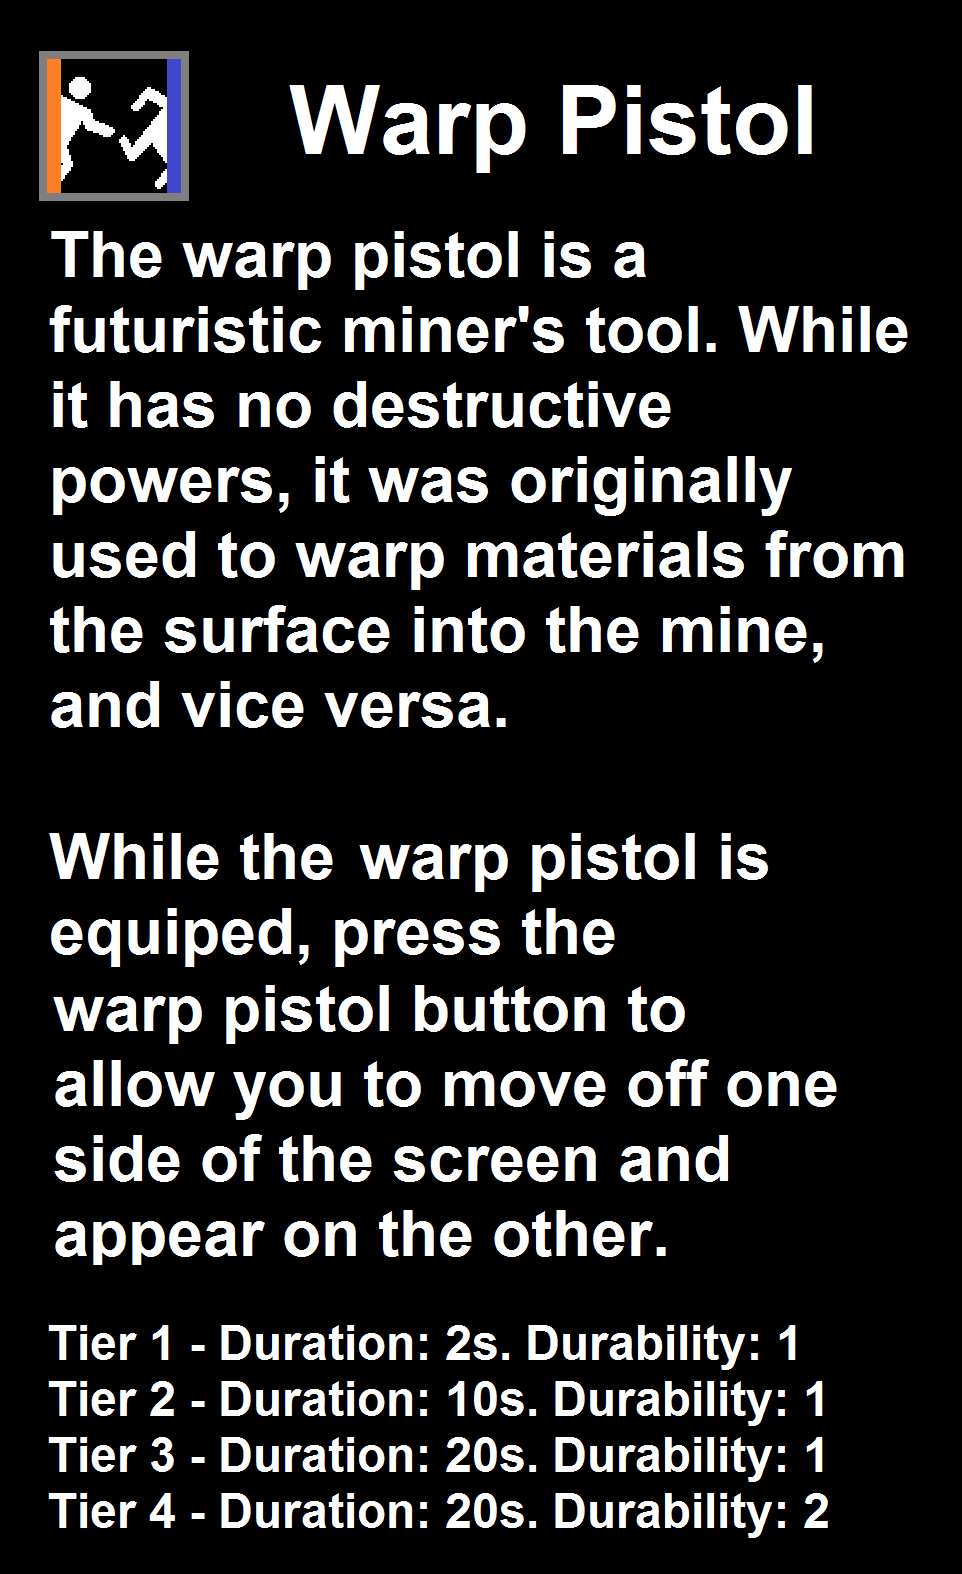 Warp Pistol
The warp pistol is a
futuristic miner's tool. While
it has no destructive
powers, it was originally
used to warp materials from
the surface into the mine,
and vice versa.
While the warp pistol is
equiped, press the
warp pistol button to
allow you to move off one
side of the screen and
appear on the other.
Tier 1 - Duration: 2s. Durability: 1
Tier 2 - Duration: 10s. Durability: 1
Tier 3 - Duration: 20s. Durability: 1
Tier 4 - Duration: 20s. Durability: 2